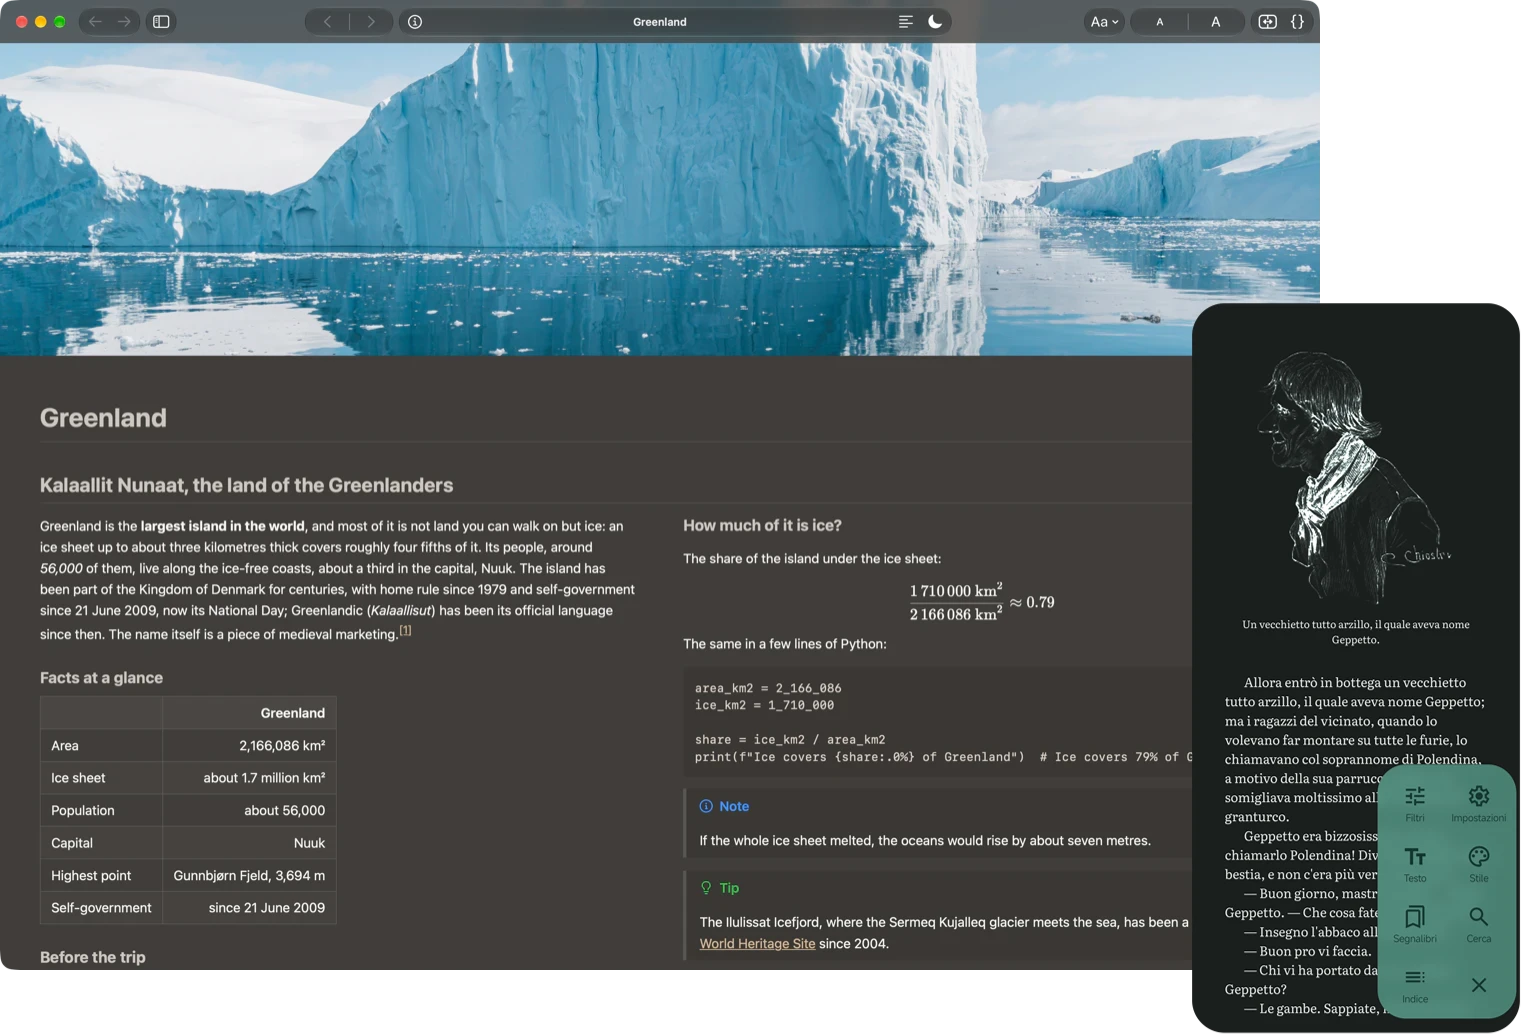 Greenland
Aa
A
A
{}
Greenland
Kalaallit Nunaat, the land of the Greenlanders
Greenland is the largest island in the world, and most of it is not land you can walk on but ice: an
ice sheet up to about three kilometres thick covers roughly four fifths of it. Its people, around
56,000 of them, live along the ice-free coasts, about a third in the capital, Nuuk. The island has
been part of the Kingdom of Denmark for centuries, with home rule since 1979 and self-government
since 21 June 2009, now its National Day; Greenlandic (Kalaallisut) has been its official language
since then. The name itself is a piece of medieval marketing.[1]
Facts at a glance
Greenland
Area 2,166,086 km²
Ice sheet about 1.7 million km²
Population about 56,000
Capital Nuuk
Highest point Gunnbjørn Fjeld, 3,694 m
Self-government since 21 June 2009
Before the trip
How much of it is ice?
The share of the island under the ice sheet:
1 710 000 km²
2 166 086 km² ≈ 0.79
The same in a few lines of Python:
area_km2 = 2_166_086
ice_km2 = 1_710_000
share = ice_km2 / area_km2
print(f"Ice covers {share:.0%} of Greenland")  # Ice covers 79% of G
Note
If the whole ice sheet melted, the oceans would rise by about seven metres.
Tip
The Ilulissat Icefjord, where the Sermeq Kujalleq glacier meets the sea, has been a
World Heritage Site since 2004.
Chiostri
Un vecchietto tutto arzillo, il quale aveva nome
Geppetto.
Allora entrò in bottega un vecchietto
tutto arzillo, il quale aveva nome Geppetto;
ma i ragazzi del vicinato, quando lo
volevano far montare su tutte le furie, lo
chiamavano col soprannome di Polendina,
a motivo della sua parrucc
somigliava moltissimo al
granturco.
Geppetto era bizzosiss
chiamarlo Polendina! Div
bestia, e non c'era più ver
— Buon giorno, mastr
Geppetto. — Che cosa fate
— Insegno l'abbaco all
— Buon pro vi faccia.
— Chi vi ha portato da
Geppetto?
— Le gambe. Sappiate,
Filtri
Impostazioni
Testo
Stile
Segnalibri
Cerca
Indice